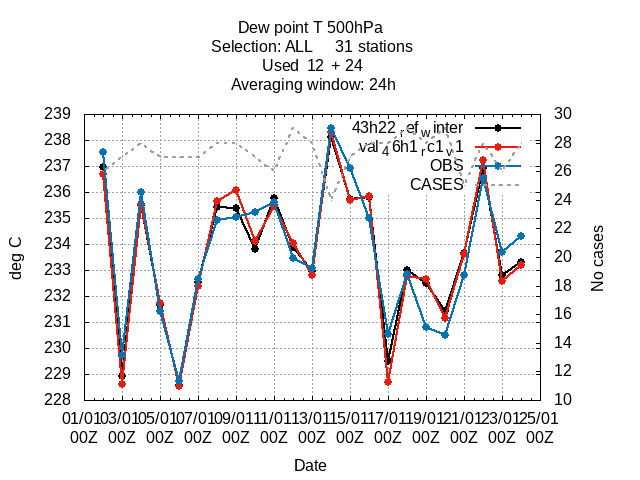 Dew point T 500hPa
Selection: ALL 31 stations
Used 12 + 24
Averaging window: 24h
deg C
239
238
237
236
235
234
233
232
231
230
229
228
43h22_ref_winter
val_46h1_rc1_v1
OBS
CASES
30
28
26
24
22
20
18
16
14
12
10
No cases
01/01 03/01 05/01 07/01 09/01 11/01 13/01 15/01 17/01 19/01 21/01 23/01 25/01
00Z 00Z 00Z 00Z 00Z 00Z 00Z 00Z 00Z 00Z 00Z 00Z 00Z
Date